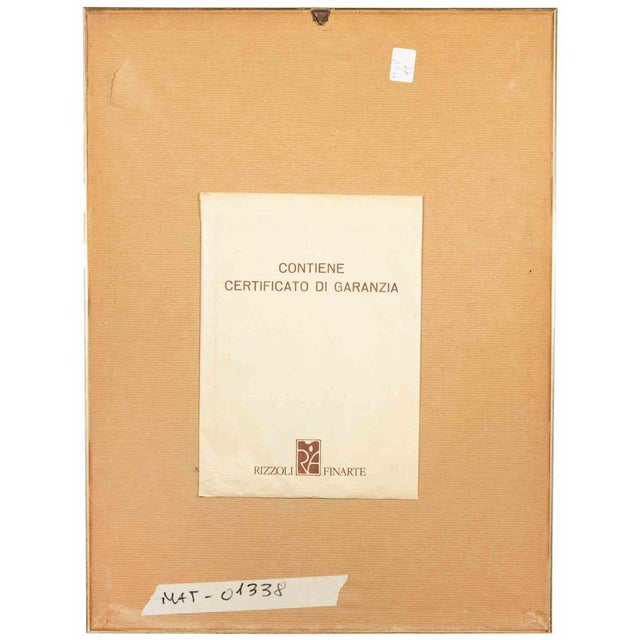 CONTIENE
CERTIFICATO DI GARANZIA
RIZZOLI FINARTE
MAT-01338